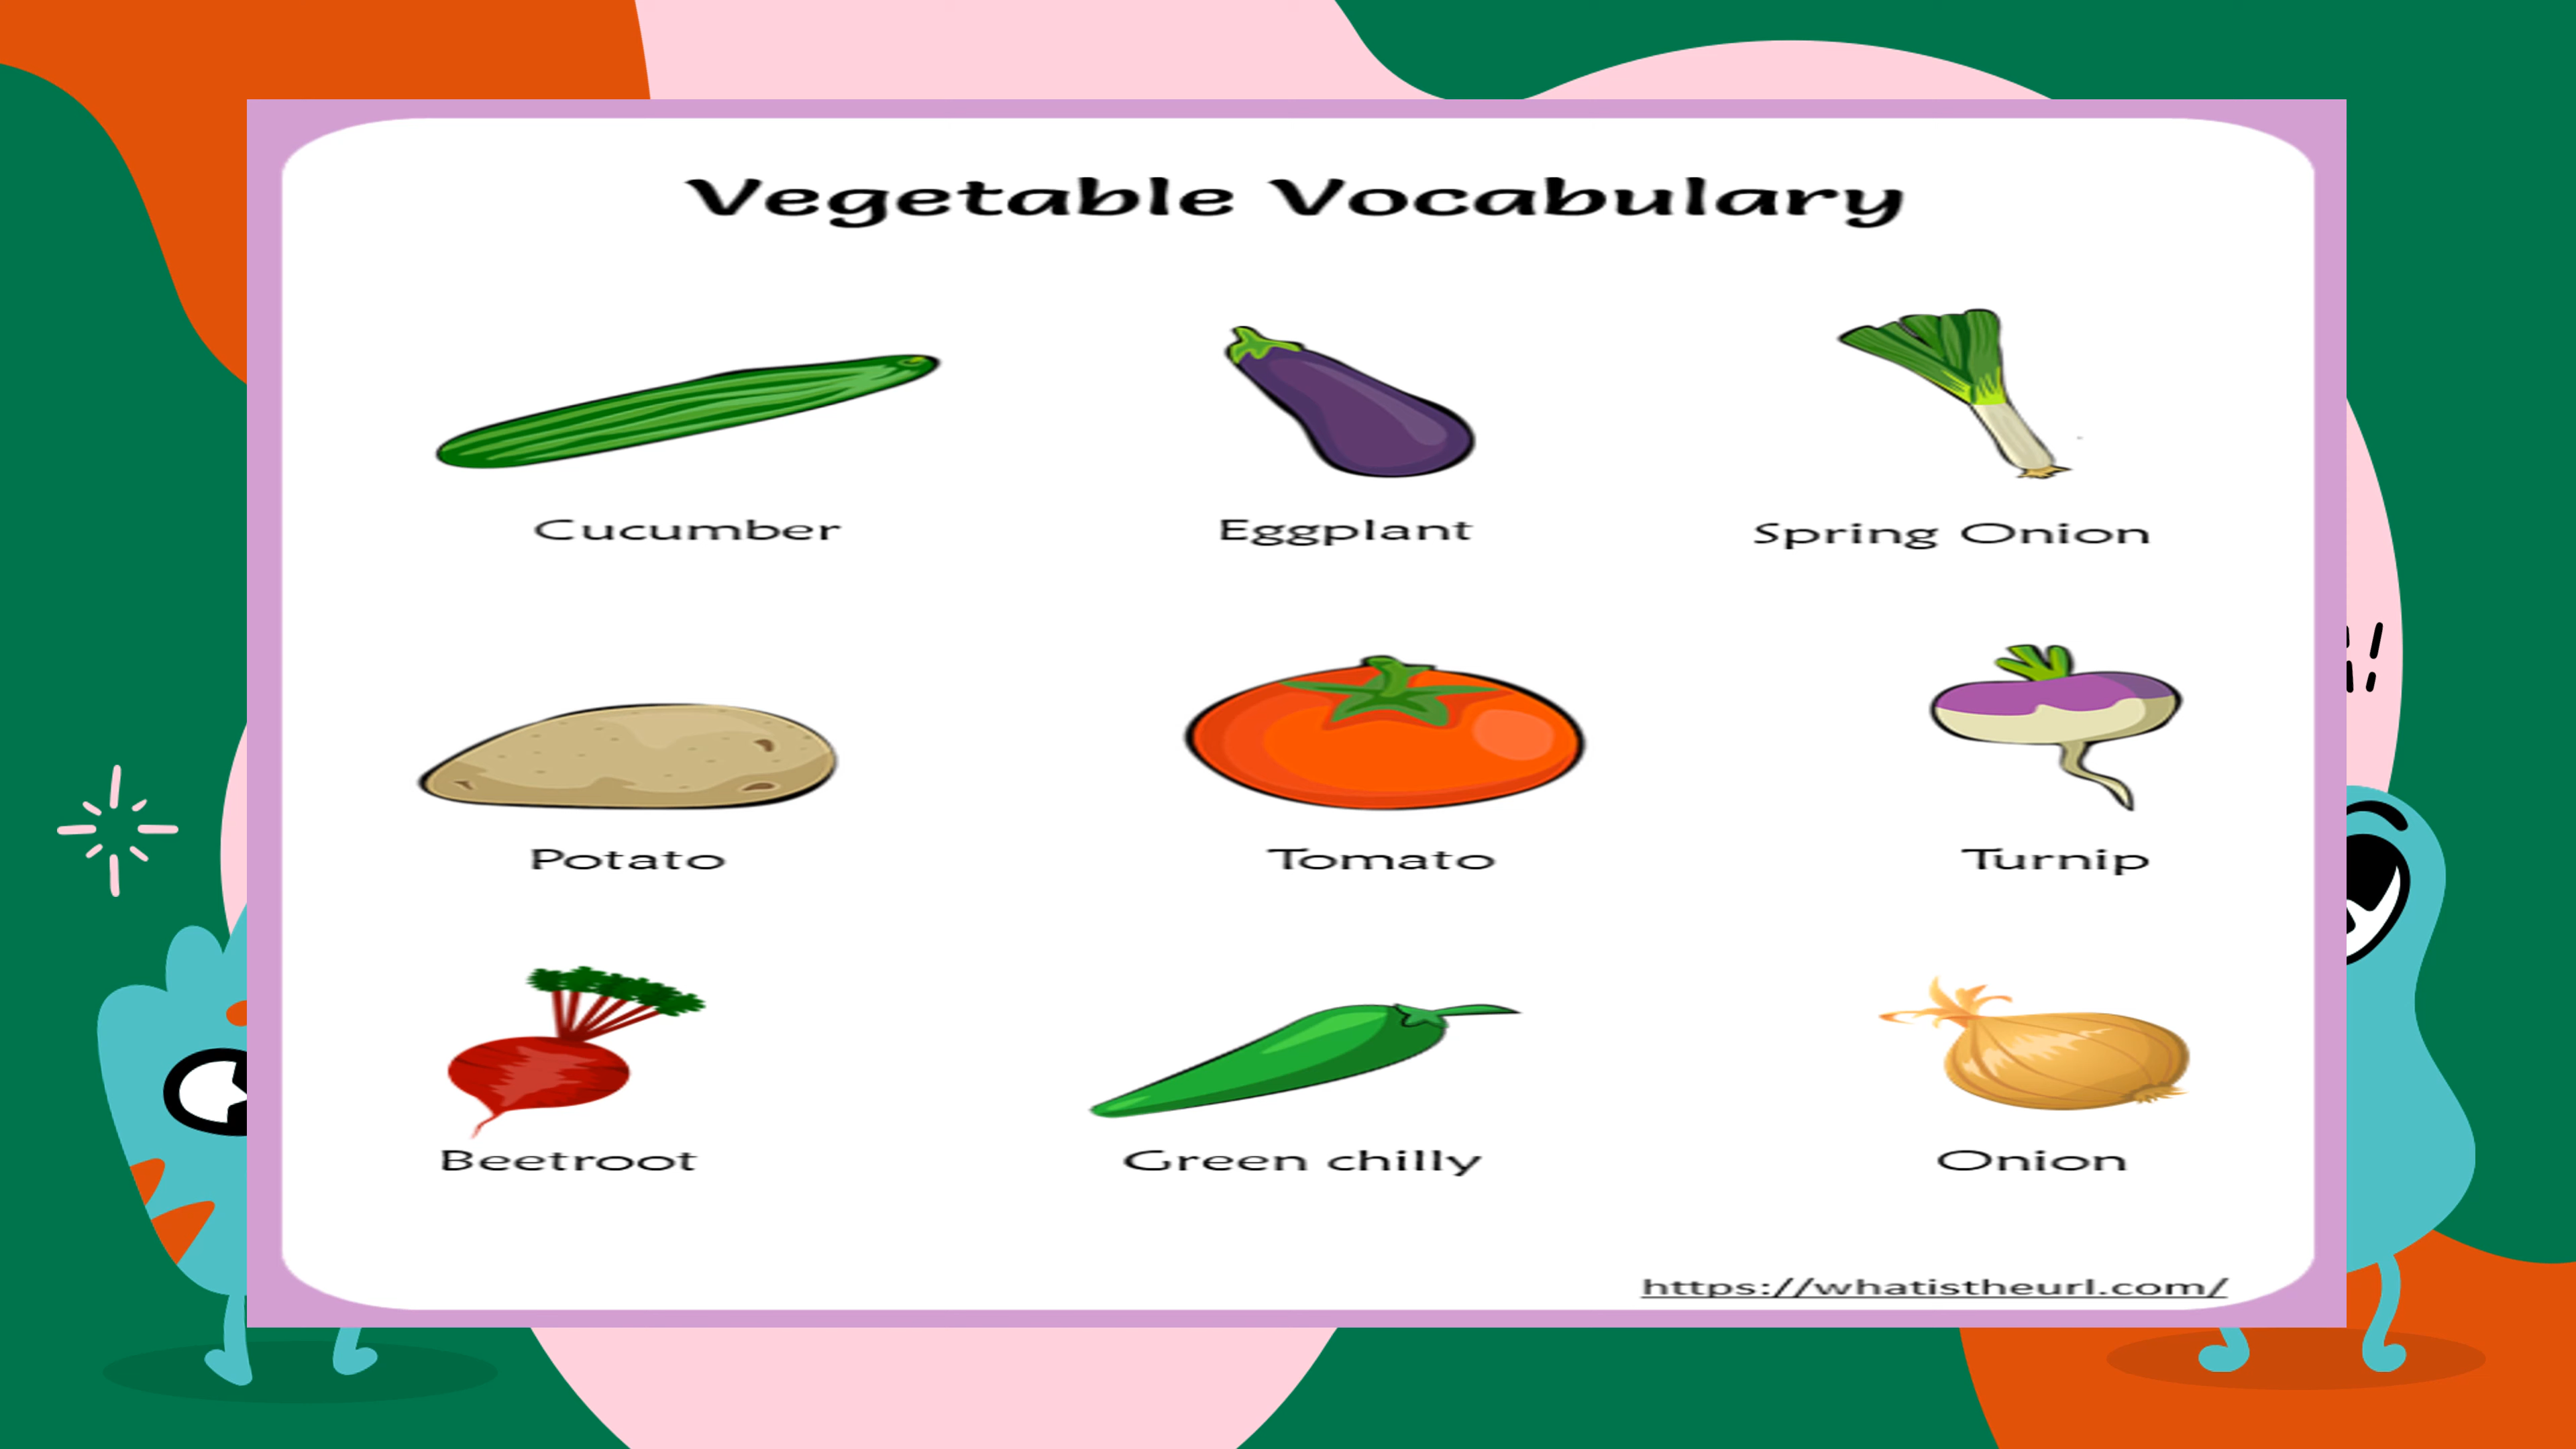 Vegetable Vocabulary
Cucumber Eggplant Spring Onion
Potato Tomato Turnip
Beetroot Green chilly Onion
https://whatistheurl.com/